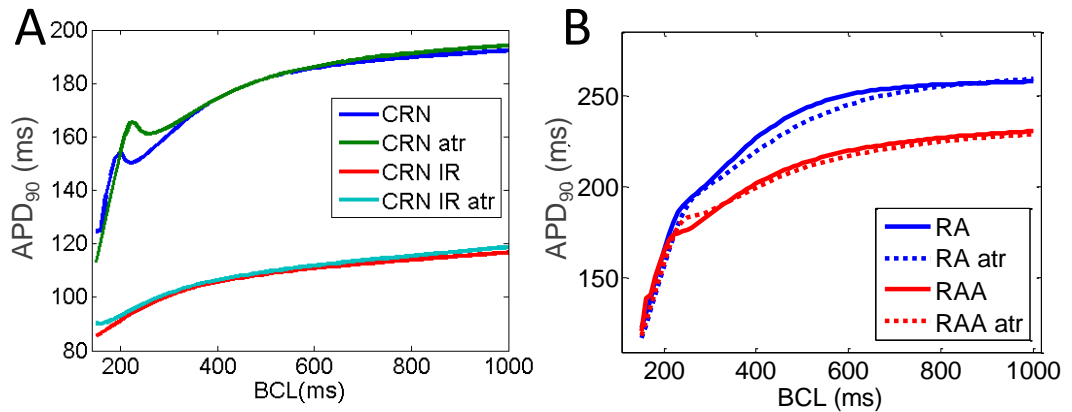 A
200
180
160
140
120
100
80
APD90 (ms)
200
400
600
800
1000
BCL(ms)
CRN
CRN atr
CRN IR
CRN IR atr
B
250
200
150
APD90 (ms)
200
400
600
800
1000
BCL (ms)
RA
RA atr
RAA
RAA atr